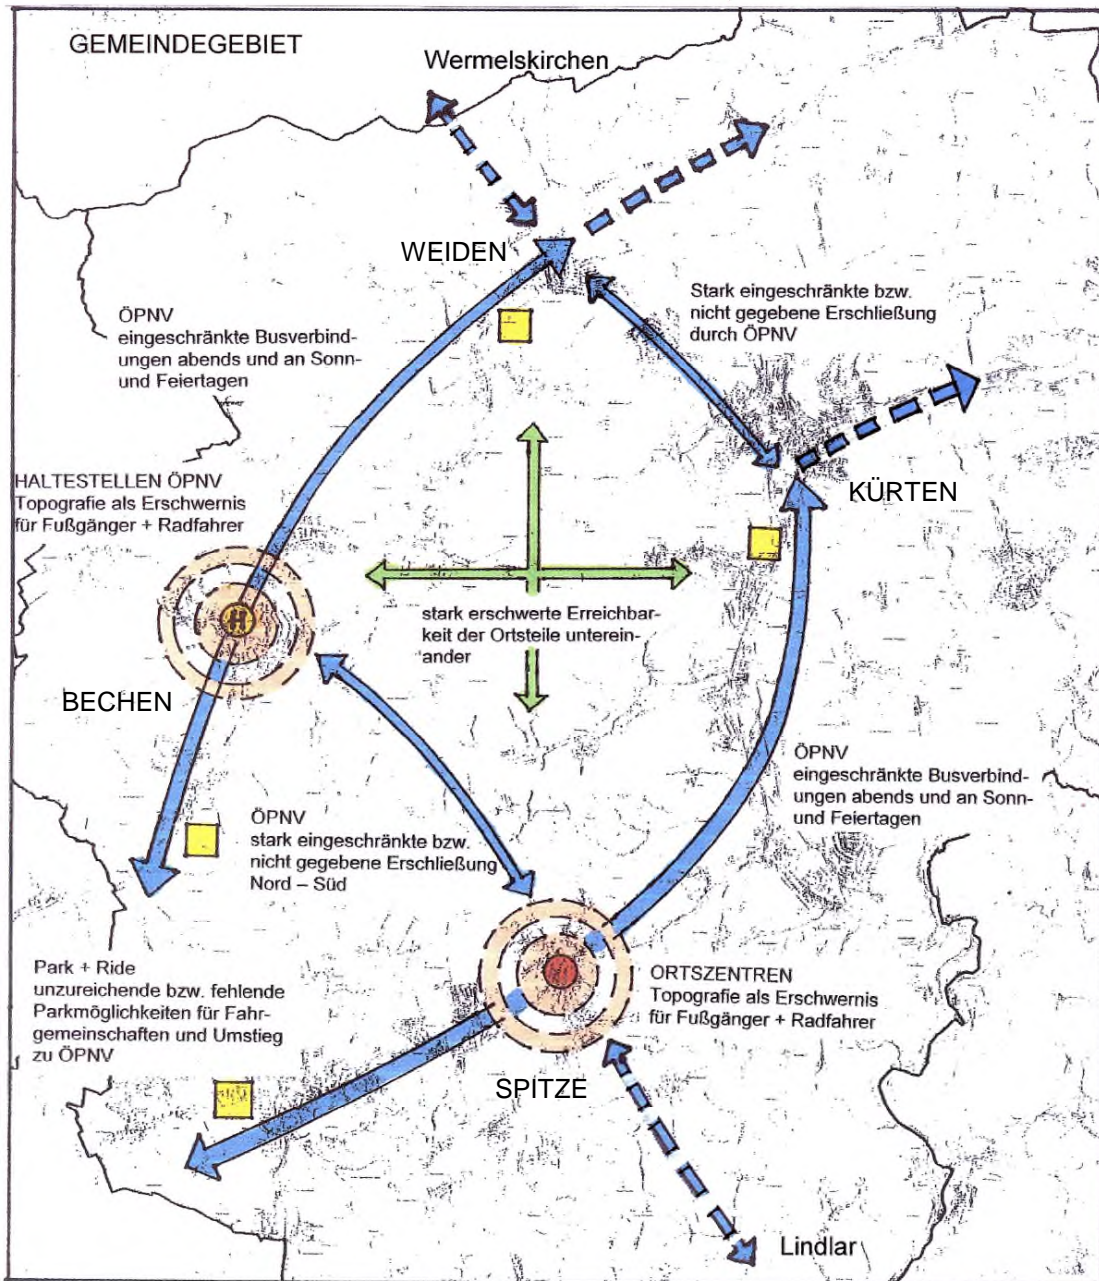 GEMEINDEGEBIET
Wermelskirchen
WEIDEN
ÖPNV
eingeschränkte Busverbind-
ungen abends und an Sonn-
und Feiertagen
Stark eingeschränkte bzw.
nicht gegebene Erschließung
durch ÖPNV
HALTESTELLEN ÖPNV
Topografie als Erschwernis
für Fußgänger + Radfahrer
KÜRTEN
stark erschwerte Erreichbar-
keit der Ortsteile unterein-
ander
H
BECHEN
ÖPNV
eingeschränkte Busverbind-
ungen abends und an Sonn-
und Feiertagen
ÖPNV
stark eingeschränkte bzw.
nicht gegebene Erschließung
Nord – Süd
Park + Ride
unzureichende bzw. fehlende
Parkmöglichkeiten für Fahr-
gemeinschaften und Umstieg
zu ÖPNV
ORTSZENTREN
Topografie als Erschwernis
für Fußgänger + Radfahrer
SPITZE
Lindlar